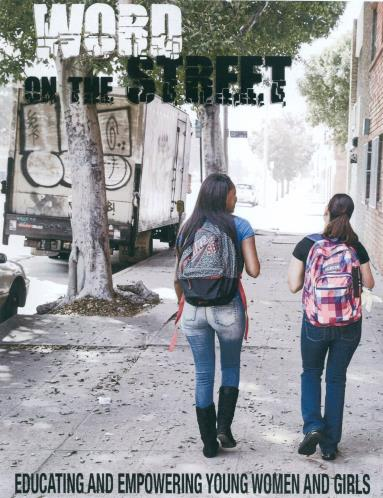 WORD
ON THE STREET
EDUCATING AND EMPOWERING YOUNG WOMEN AND GIRLS